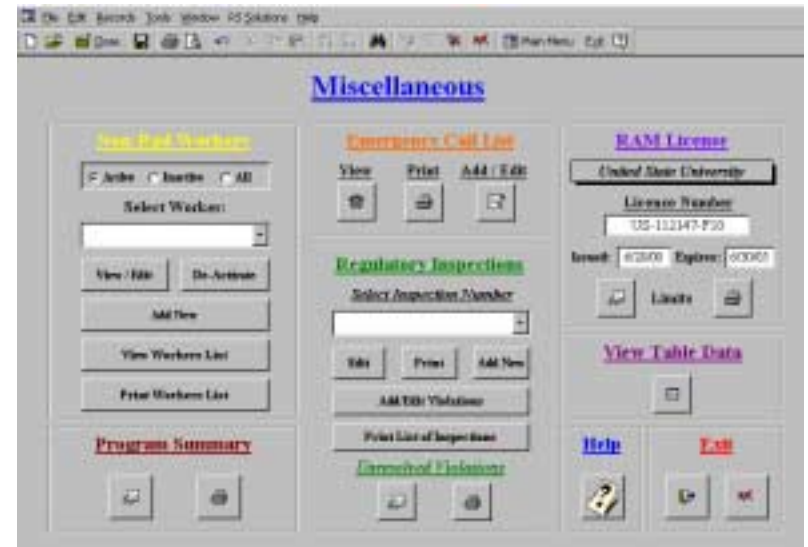 File Edit Records Tools Window RS Solutions Help
Close Main Menu Exit
Miscellaneous
Non Rad Workers
Active Inactive All
Select Worker:
View / Edit De-Activate
Add New
View Workers List
Print Workers List
Program Summary
Emergency Call List
View Print Add / Edit
Regulatory Inspections
Select Inspection Number
Edit Print Add New
Add/Edit Violations
Print List of Inspections
Unresolved Violations
RAM License
United State University
License Number
US-112147-F10
Issued: Expires:
Limits
View Table Data
Help
Exit